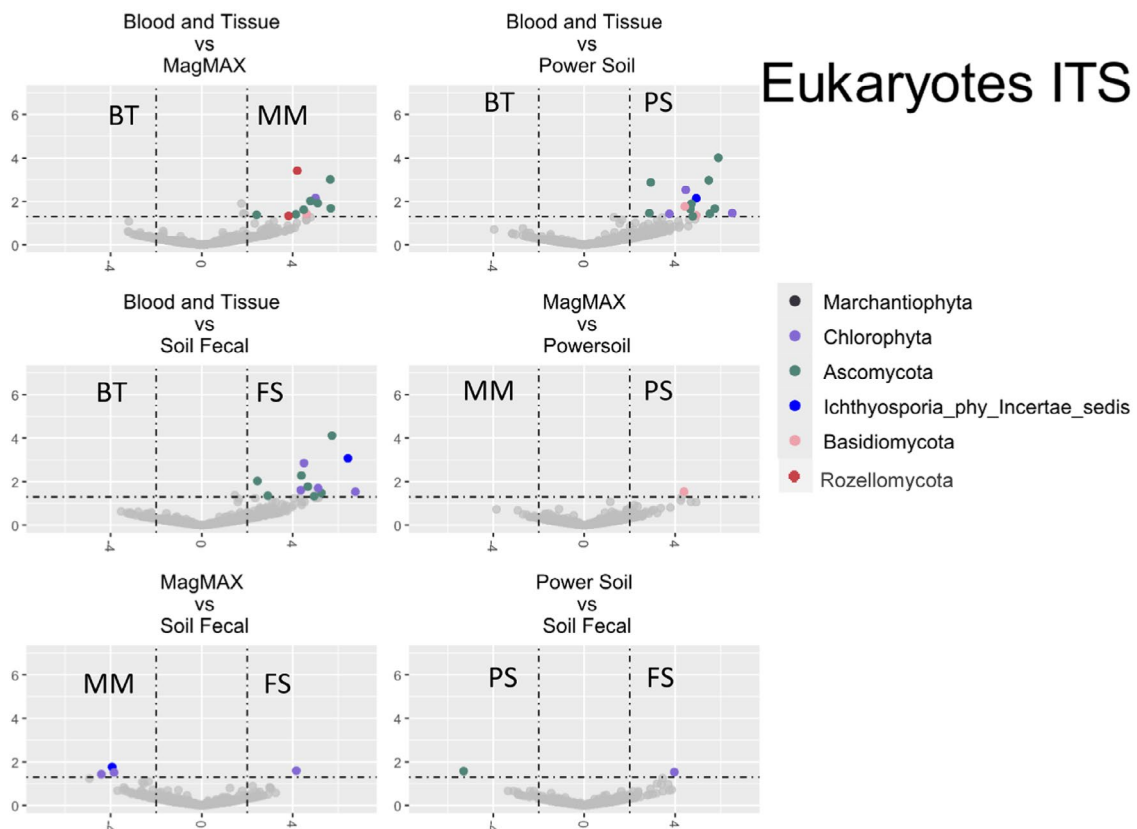 Blood and Tissue
vs
MagMAX
Blood and Tissue
vs
Power Soil
Eukaryotes ITS
BT
MM
6
4
2
0
-4
0
4
BT
PS
6
4
2
0
-4
0
4
Blood and Tissue
vs
Soil Fecal
MagMAX
vs
Powersoil
BT
FS
6
4
2
0
-4
0
4
MM
PS
6
4
2
0
-4
0
4
Marchantiophyta
Chlorophyta
Ascomycota
Ichthyosporia_phy_Incertae_sedis
Basidiomycota
Rozellomycota
MagMAX
vs
Soil Fecal
Power Soil
vs
Soil Fecal
MM
FS
6
4
2
0
-4
0
4
PS
FS
6
4
2
0
-4
0
4